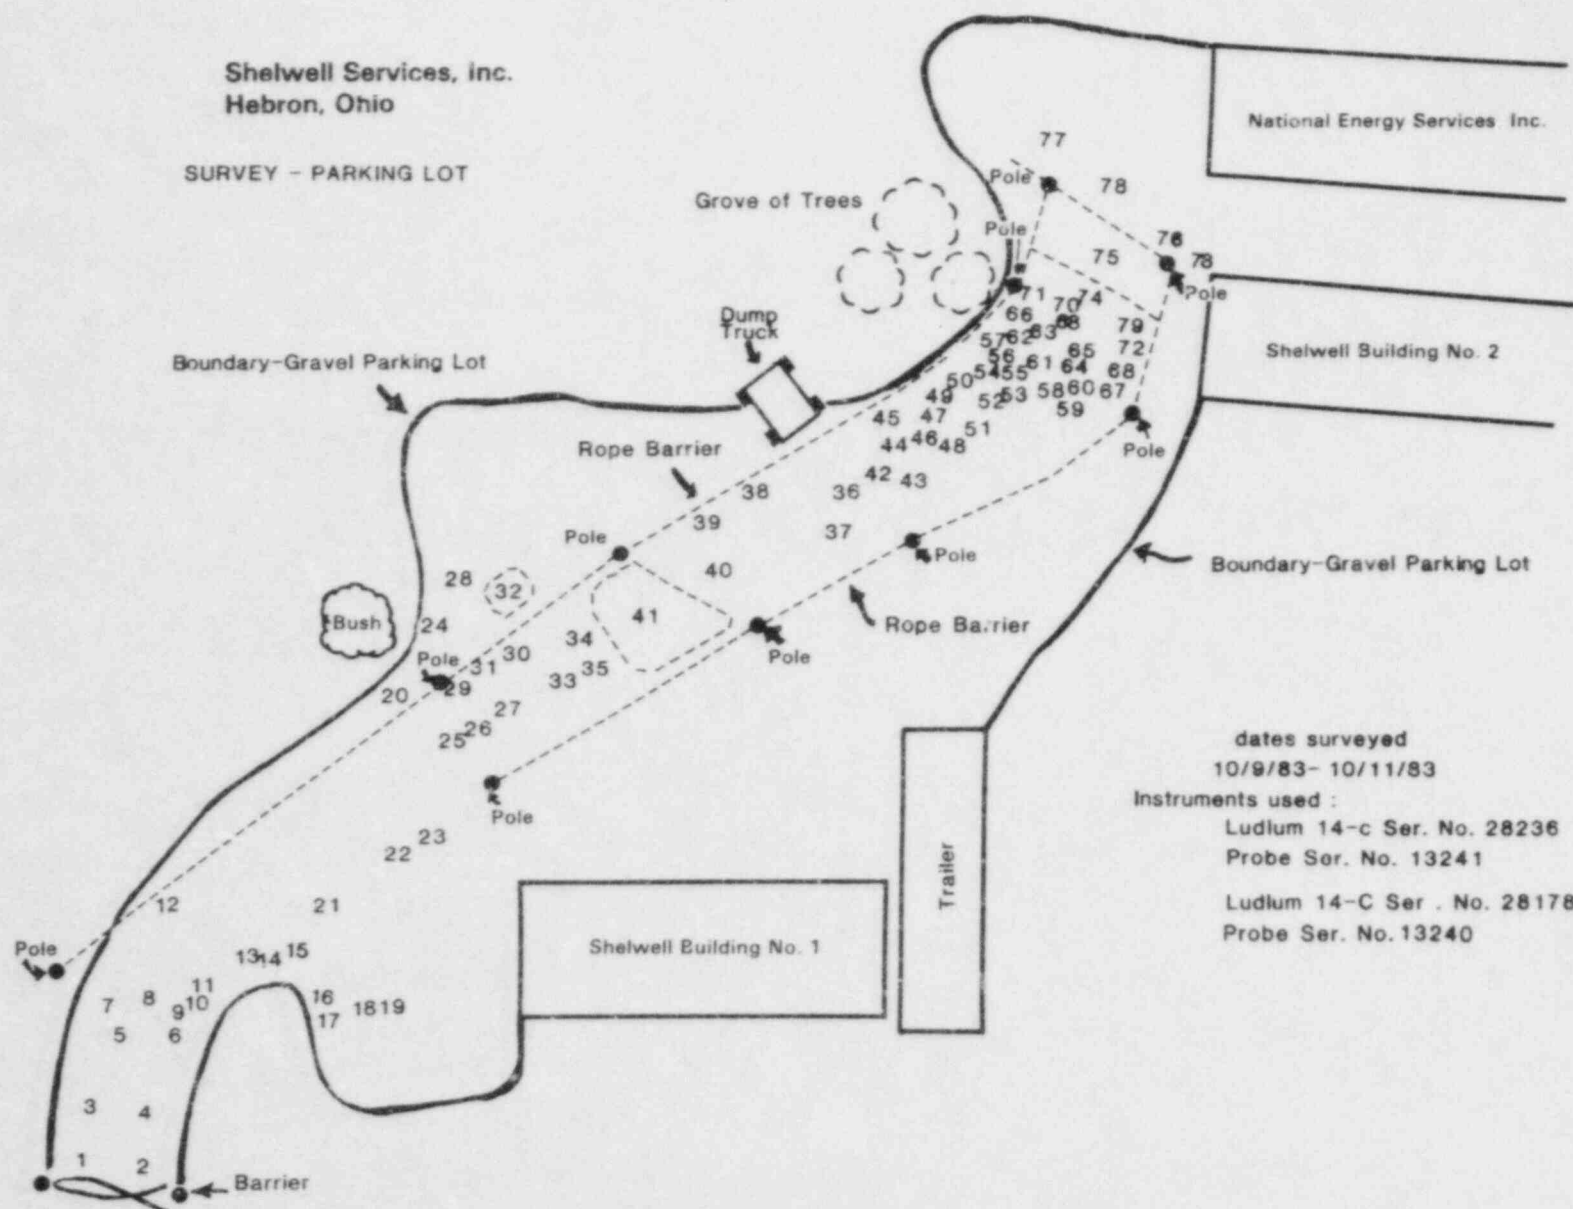 Shelwell Services, Inc.
Hebron, Ohio
SURVEY - PARKING LOT
National Energy Services Inc.
77
Pole
78
Grove of Trees
Pole
76
75
78
Pole
71
70
74
Dump
Truck
66
68
79
57
62
63
Boundary-Gravel Parking Lot
56
65
72
Shelwell Building No. 2
54
55
61
64
68
50
49
52
53
58
60
67
59
45
47
51
Rope Barrier
44
46
48
Pole
42
43
38
36
39
37
Pole
Pole
40
Boundary-Gravel Parking Lot
28
32
Bush
24
41
34
Rope Barrier
Pole
31
30
35
Pole
20
29
33
27
26
25
dates surveyed
10/9/83- 10/11/83
Instruments used :
Pole
Ludlum 14-c Ser. No. 28236
23
22
Probe Ser. No. 13241
Trailer
12
21
Ludlum 14-C Ser . No. 28178
Probe Ser. No. 13240
Pole
13
14
15
Shelwell Building No. 1
7
8
11
10
9
16
18
19
17
5
6
3
4
1
2
Barrier